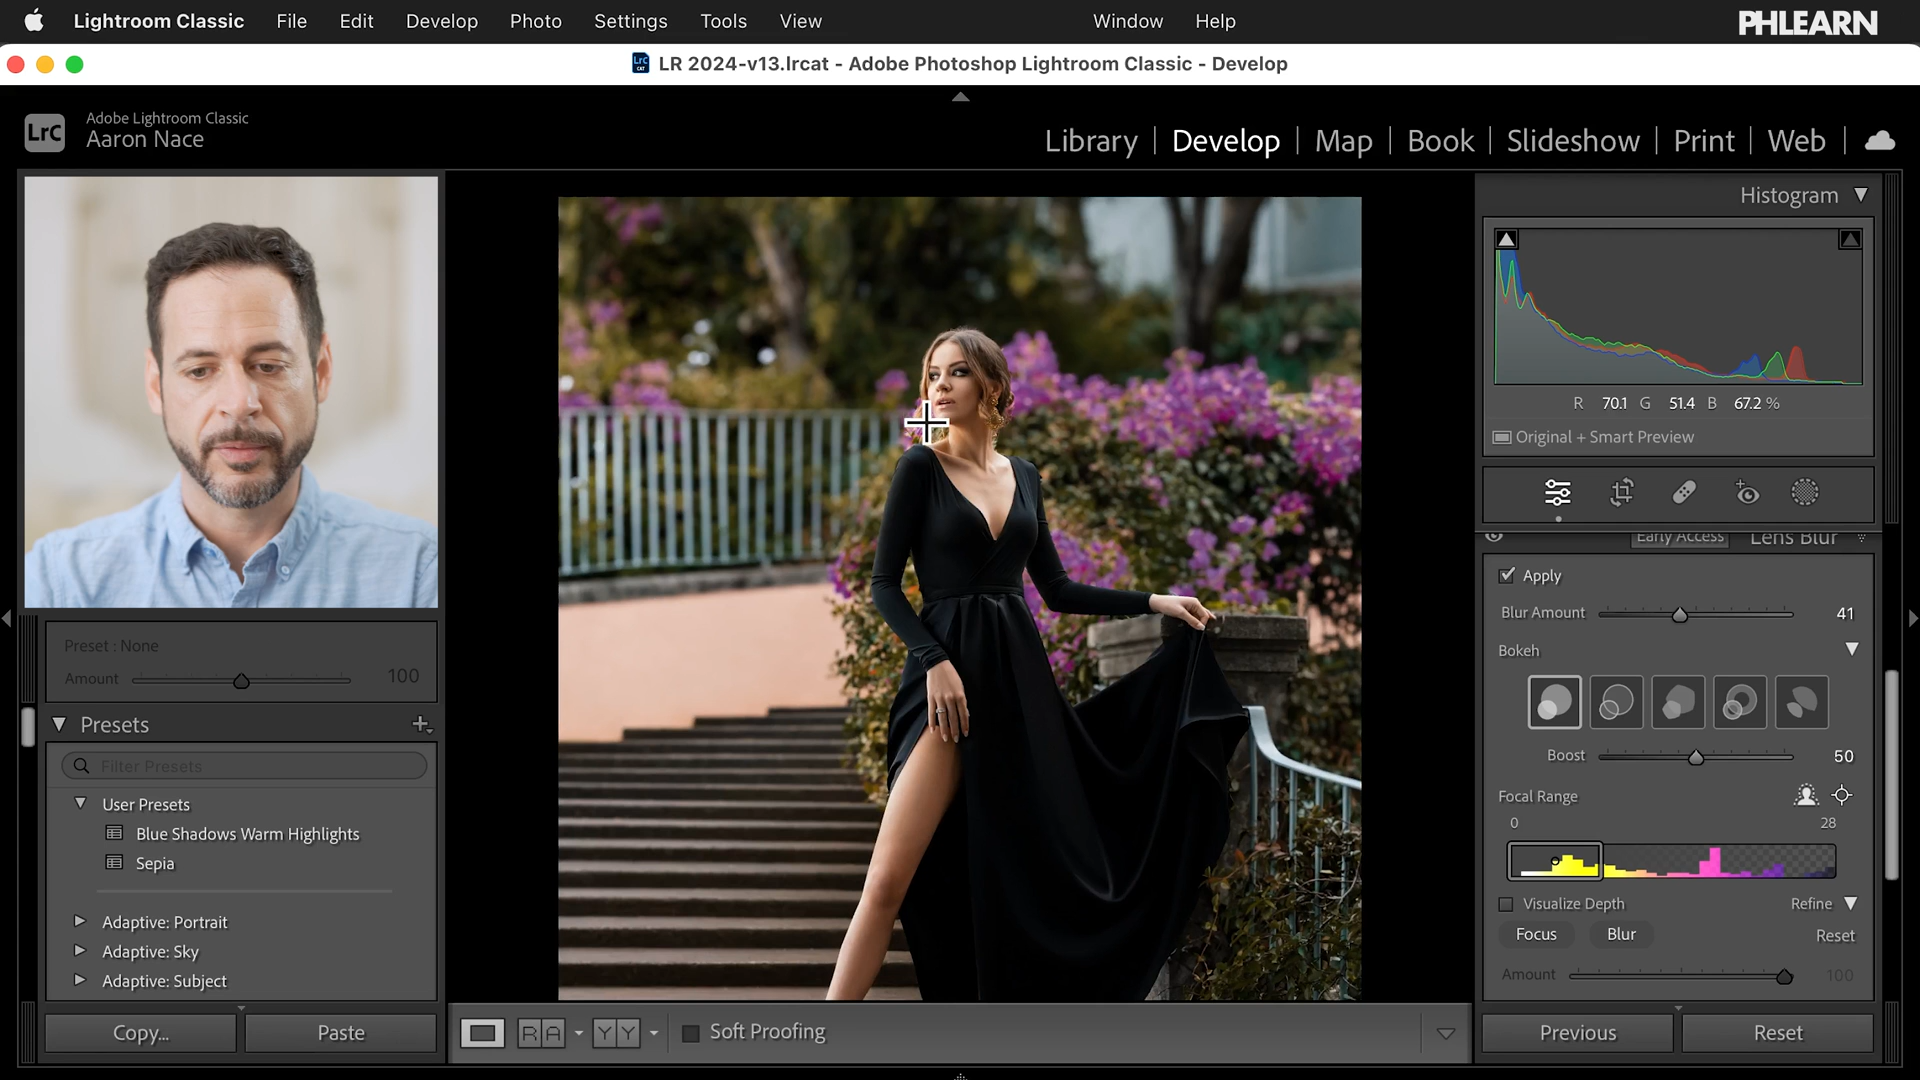 Lightroom Classic File Edit Develop Photo Settings Tools View Window Help PHLEARN
LR 2024-v13.lrcat - Adobe Photoshop Lightroom Classic - Develop
LrC Adobe Lightroom Classic
Aaron Nace
Library | Develop | Map | Book | Slideshow | Print | Web
Histogram
R 70.1 G 51.4 B 67.2 %
Original + Smart Preview
Early Access Lens Blur
Apply
Blur Amount 41
Bokeh
Boost 50
Focal Range
0 28
Visualize Depth Refine
Focus Blur Reset
Amount 100
Previous Reset
Preset : None
Amount 100
Presets
Filter Presets
User Presets
Blue Shadows Warm Highlights
Sepia
Adaptive: Portrait
Adaptive: Sky
Adaptive: Subject
Copy... Paste
R A Y Y Soft Proofing